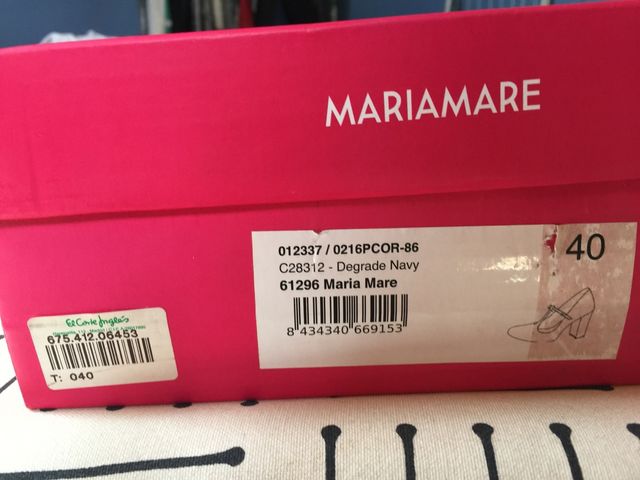 MARIAMARE
012337 / 0216PCOR-86
C28312 - Degrade Navy
61296 Maria Mare
8 434340 669153
40
El Corte Inglés
675.412.06453
T: 040